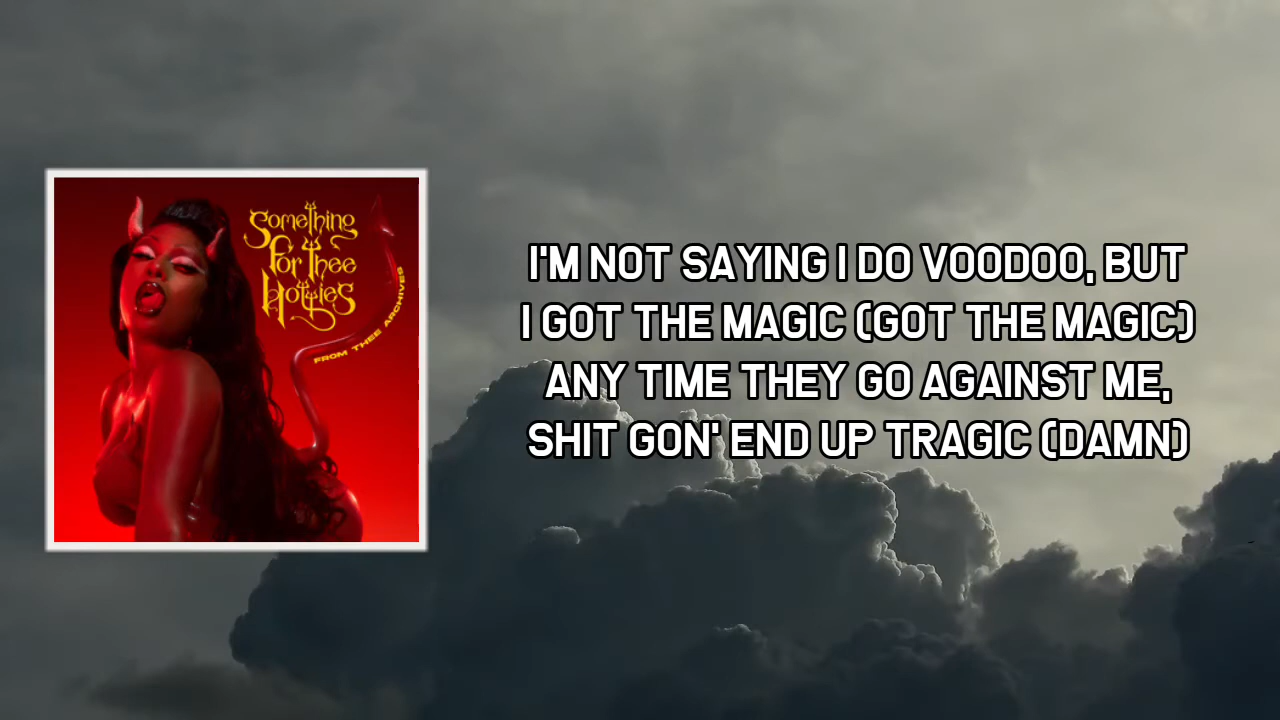 Something
for Thee
Hotties
FROM THEE ARCHIVES
I'M NOT SAYING I DO VOODOO, BUT
I GOT THE MAGIC (GOT THE MAGIC)
ANY TIME THEY GO AGAINST ME,
SHIT GON' END UP TRAGIC (DAMN)